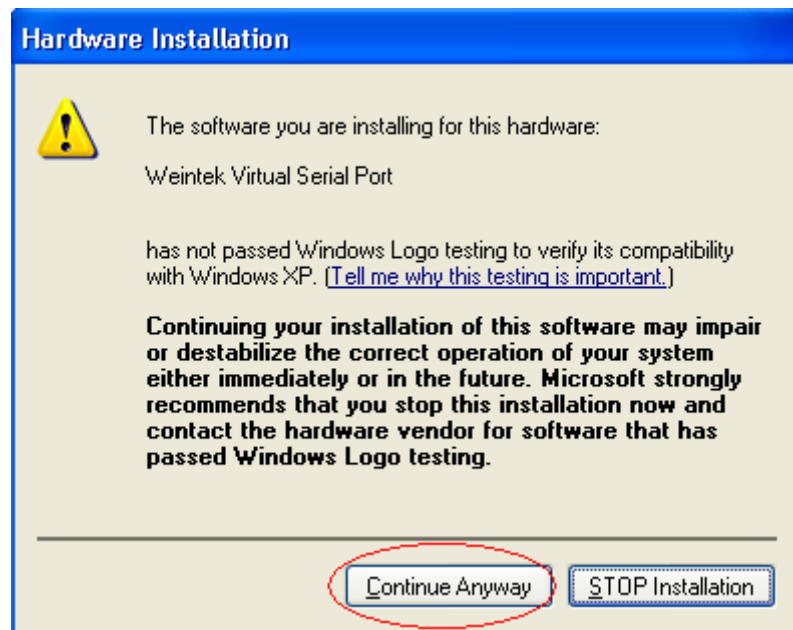 Hardware Installation
The software you are installing for this hardware:
Weintek Virtual Serial Port
has not passed Windows Logo testing to verify its compatibility
with Windows XP. (Tell me why this testing is important.)
Continuing your installation of this software may impair
or destabilize the correct operation of your system
either immediately or in the future. Microsoft strongly
recommends that you stop this installation now and
contact the hardware vendor for software that has
passed Windows Logo testing.
Continue Anyway STOP Installation